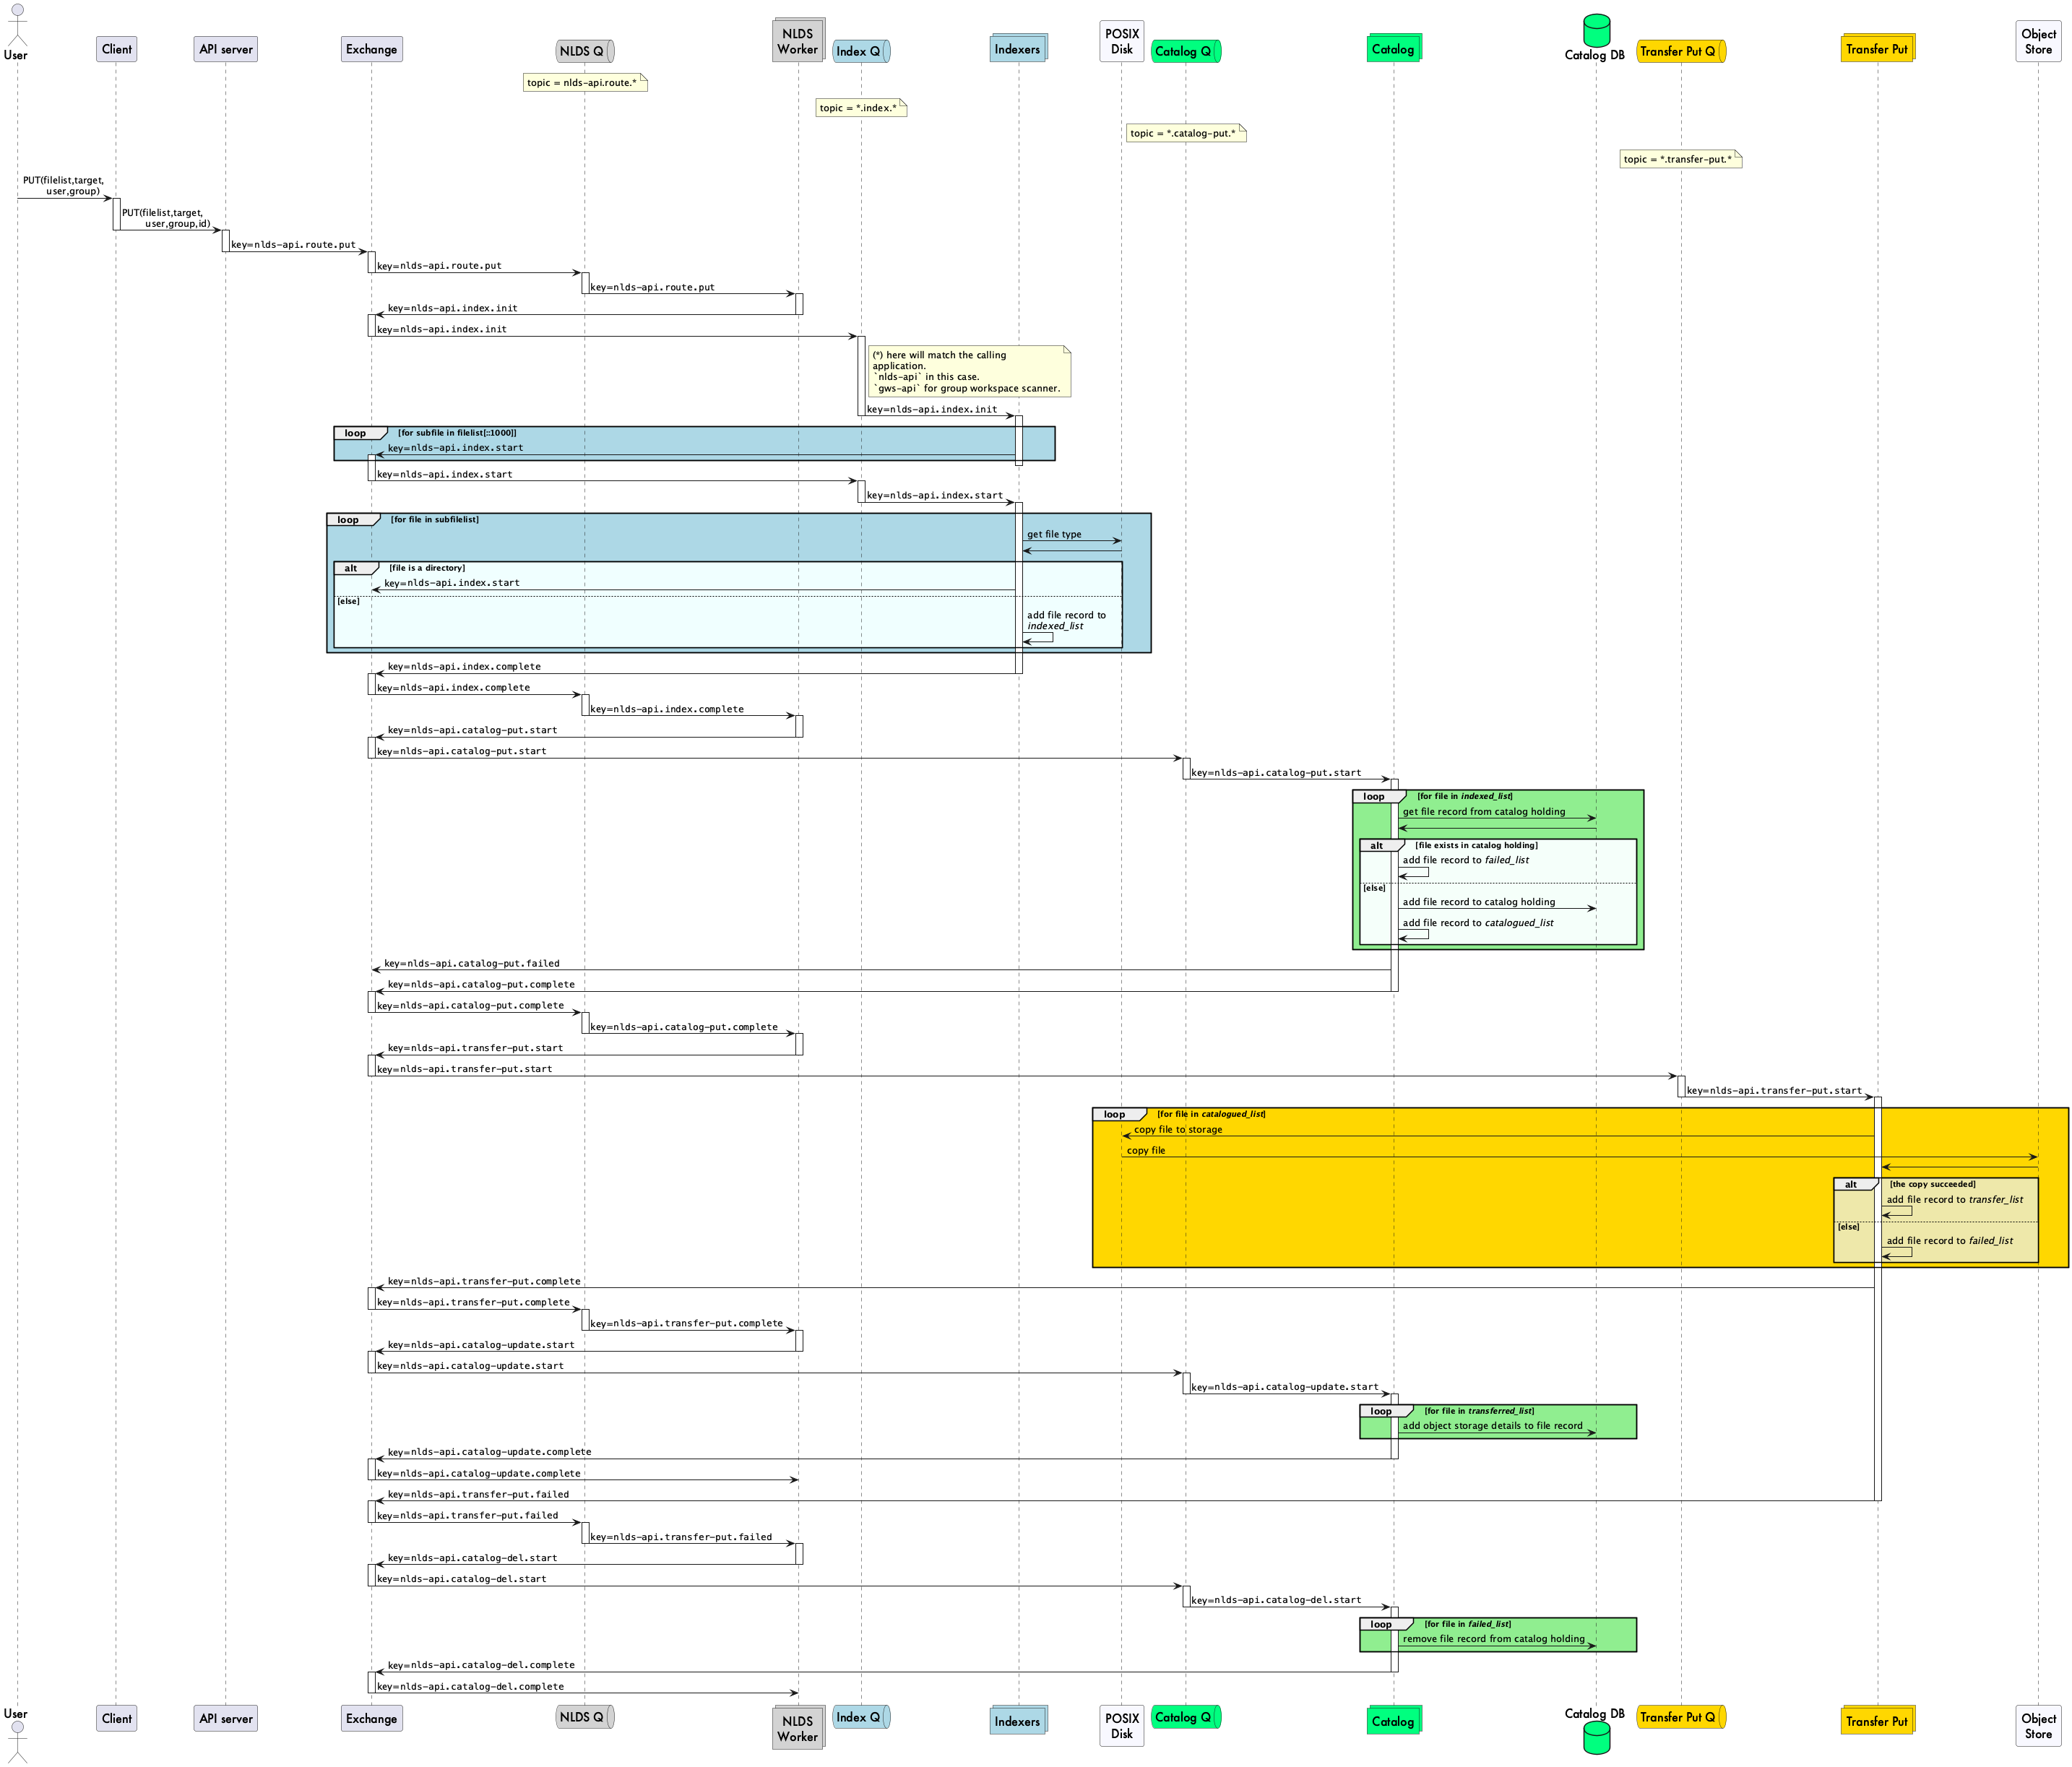 User
Client
API server
Exchange
NLDS Q
NLDS
Worker
Index Q
Indexers
POSIX
Disk
Catalog Q
Catalog
Catalog DB
Transfer Put Q
Transfer Put
Object
Store
topic = nlds-api.route.*
topic = *.index.*
topic = *.catalog-put.*
topic = *.transfer-put.*
PUT(filelist,target,
user,group)
PUT(filelist,target,
user,group,id)
key=nlds-api.route.put
key=nlds-api.route.put
key=nlds-api.route.put
key=nlds-api.index.init
key=nlds-api.index.init
(*) here will match the calling
application.
`nlds-api` in this case.
`gws-api` for group workspace scanner.
key=nlds-api.index.init
loop [for subfile in filelist[::1000]]
key=nlds-api.index.start
key=nlds-api.index.start
key=nlds-api.index.start
loop [for file in subfilelist]
get file type
alt [file is a directory]
key=nlds-api.index.start
[else]
add file record to
indexed_list
key=nlds-api.index.complete
key=nlds-api.index.complete
key=nlds-api.index.complete
key=nlds-api.catalog-put.start
key=nlds-api.catalog-put.start
key=nlds-api.catalog-put.start
loop [for file in indexed_list]
get file record from catalog holding
alt [file exists in catalog holding]
add file record to failed_list
[else]
add file record to catalog holding
add file record to catalogued_list
key=nlds-api.catalog-put.failed
key=nlds-api.catalog-put.complete
key=nlds-api.catalog-put.complete
key=nlds-api.catalog-put.complete
key=nlds-api.transfer-put.start
key=nlds-api.transfer-put.start
key=nlds-api.transfer-put.start
loop [for file in catalogued_list]
copy file to storage
copy file
alt [the copy succeeded]
add file record to transfer_list
[else]
add file record to failed_list
key=nlds-api.transfer-put.complete
key=nlds-api.transfer-put.complete
key=nlds-api.transfer-put.complete
key=nlds-api.catalog-update.start
key=nlds-api.catalog-update.start
key=nlds-api.catalog-update.start
loop [for file in transferred_list]
add object storage details to file record
key=nlds-api.catalog-update.complete
key=nlds-api.catalog-update.complete
key=nlds-api.transfer-put.failed
key=nlds-api.transfer-put.failed
key=nlds-api.transfer-put.failed
key=nlds-api.catalog-del.start
key=nlds-api.catalog-del.start
key=nlds-api.catalog-del.start
loop [for file in failed_list]
remove file record from catalog holding
key=nlds-api.catalog-del.complete
key=nlds-api.catalog-del.complete
User
Client
API server
Exchange
NLDS Q
NLDS
Worker
Index Q
Indexers
POSIX
Disk
Catalog Q
Catalog
Catalog DB
Transfer Put Q
Transfer Put
Object
Store